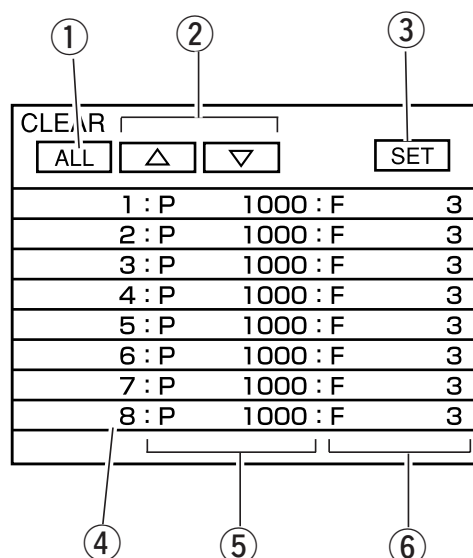 ① ② ③
CLEAR
ALL △ ▽ SET
1 : P 1000 : F 3
2 : P 1000 : F 3
3 : P 1000 : F 3
4 : P 1000 : F 3
5 : P 1000 : F 3
6 : P 1000 : F 3
7 : P 1000 : F 3
8 : P 1000 : F 3
④ ⑤ ⑥